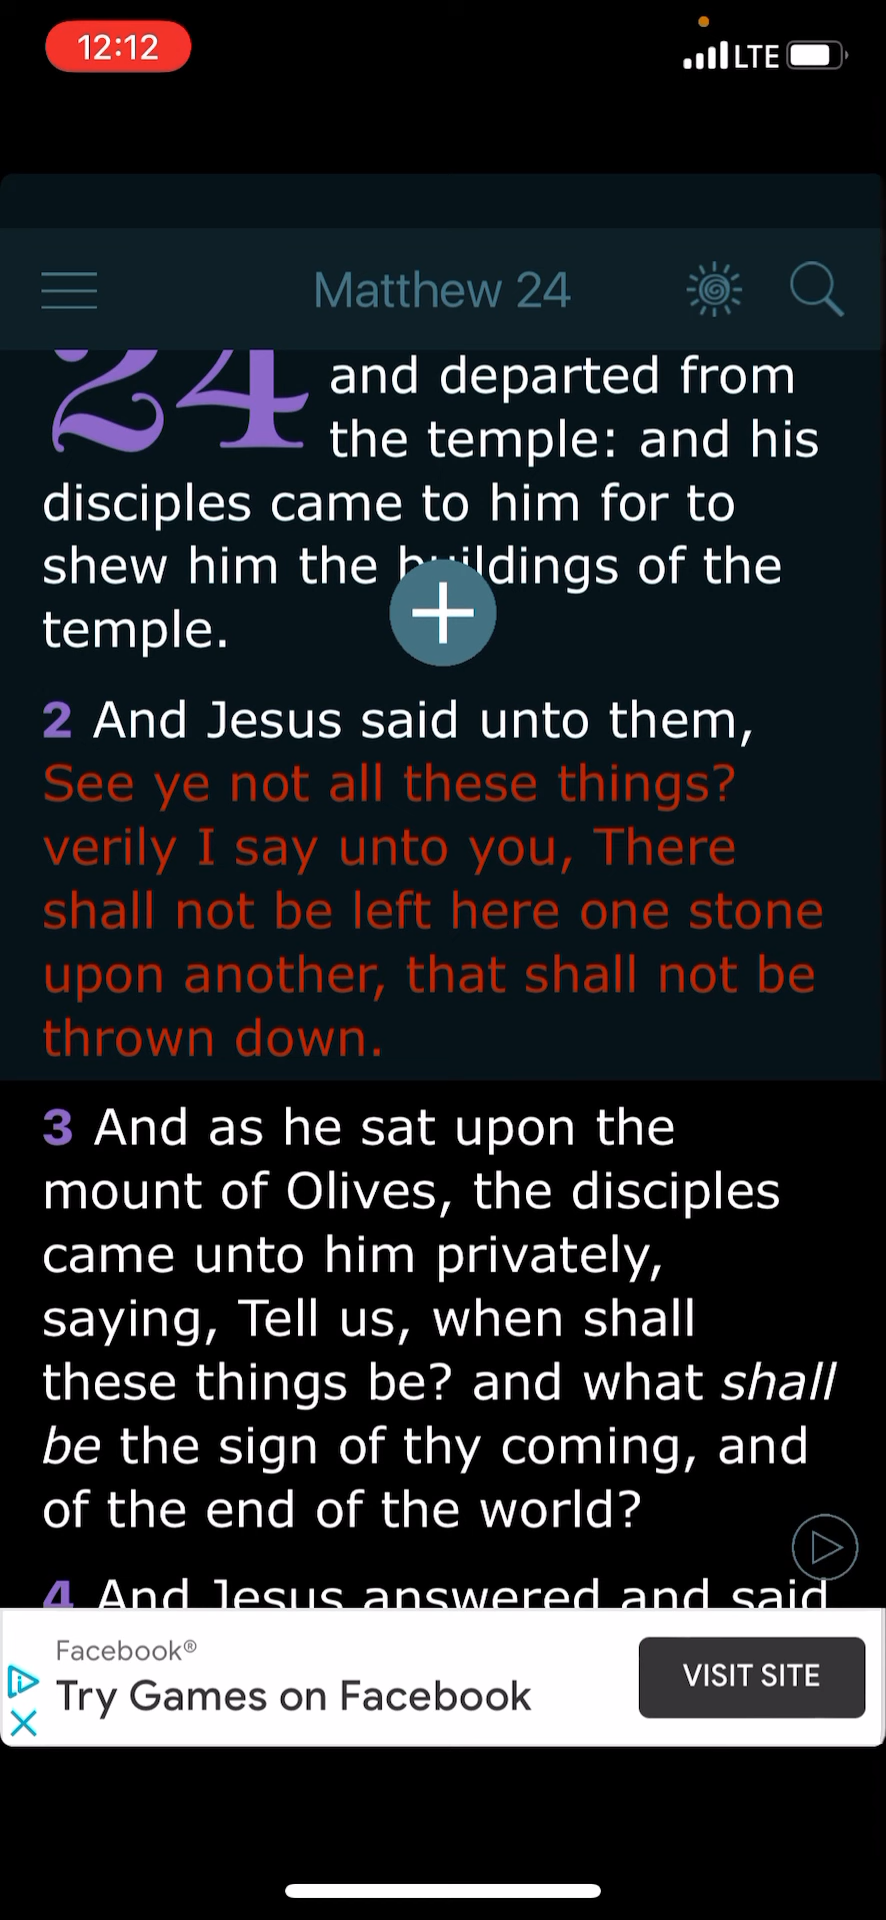 12:12
LTE
Matthew 24
24 and departed from
the temple: and his
disciples came to him for to
shew him the buildings of the
temple.
2 And Jesus said unto them,
See ye not all these things?
verily I say unto you, There
shall not be left here one stone
upon another, that shall not be
thrown down.
3 And as he sat upon the
mount of Olives, the disciples
came unto him privately,
saying, Tell us, when shall
these things be? and what shall
be the sign of thy coming, and
of the end of the world?
4 And Jesus answered and said
Facebook®
Try Games on Facebook
VISIT SITE